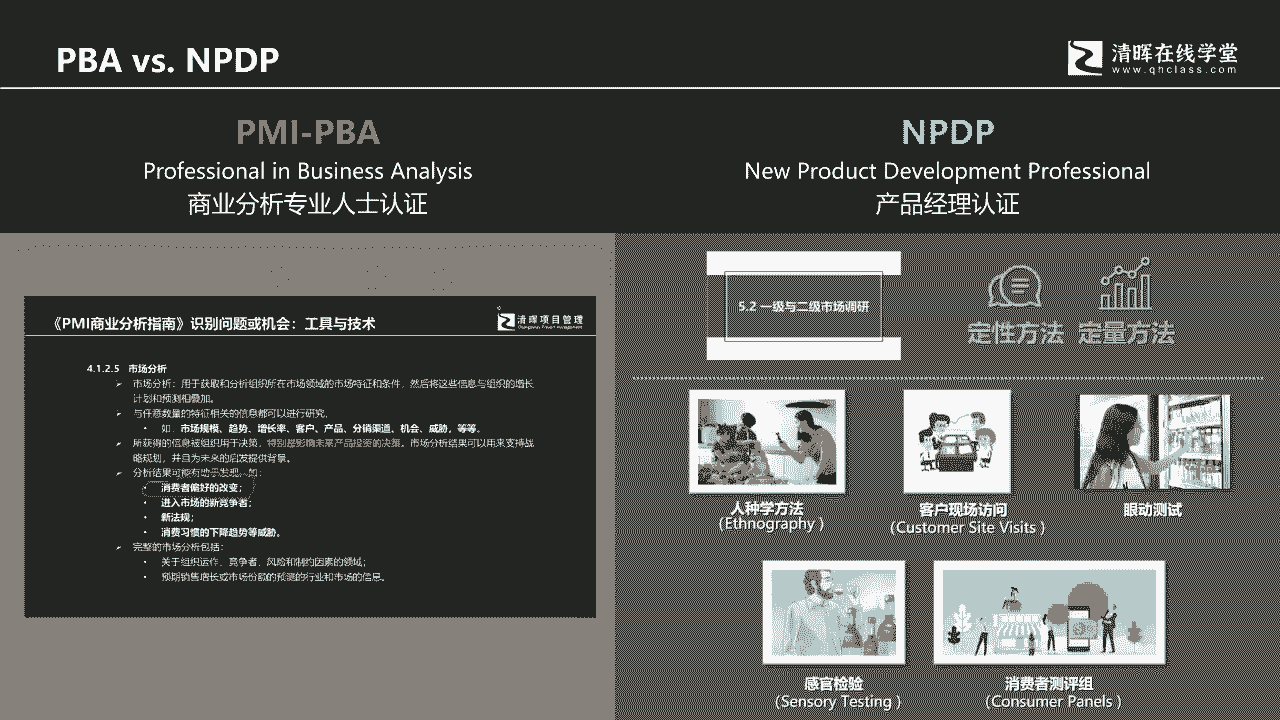 PBA vs. NPDP
清晖在线学堂
www.qhclass.com
PMI-PBA
Professional in Business Analysis
商业分析专业人士认证
NPDP
New Product Development Professional
产品经理认证
《PMI商业分析指南》识别问题或机会：工具与技术
清晖项目管理
4.1.2.5 市场分析
➢ 市场分析：用于获取和分析组织所在市场领域的市场特征和条件，然后将这些信息与组织的增长
计划和预测相叠加。
➢ 与任意数量的特征相关的信息都可以进行研究，
• 如，市场规模、趋势、增长率、客户、产品、分销渠道、机会、威胁，等等。
➢ 所获得的信息被组织用于决策，特别是影响未来产品投资的决策。市场分析结果可以用来支持战
略规划，并且为未来的启发提供背景。
➢ 分析结果可能有助于发现，如：
• 消费者偏好的改变；
• 进入市场的新竞争者；
• 新法规；
• 消费习惯的下降趋势等威胁。
➢ 完整的市场分析包括：
• 关于组织运作、竞争者、风险和制约因素的领域；
• 预期销售增长或市场份额的预测的行业和市场的信息。
5.2 一级与二级市场调研
定性方法 定量方法
人种学方法
(Ethnography )
客户现场访问
(Customer Site Visits )
眼动测试
感官检验
(Sensory Testing )
消费者测评组
(Consumer Panels )